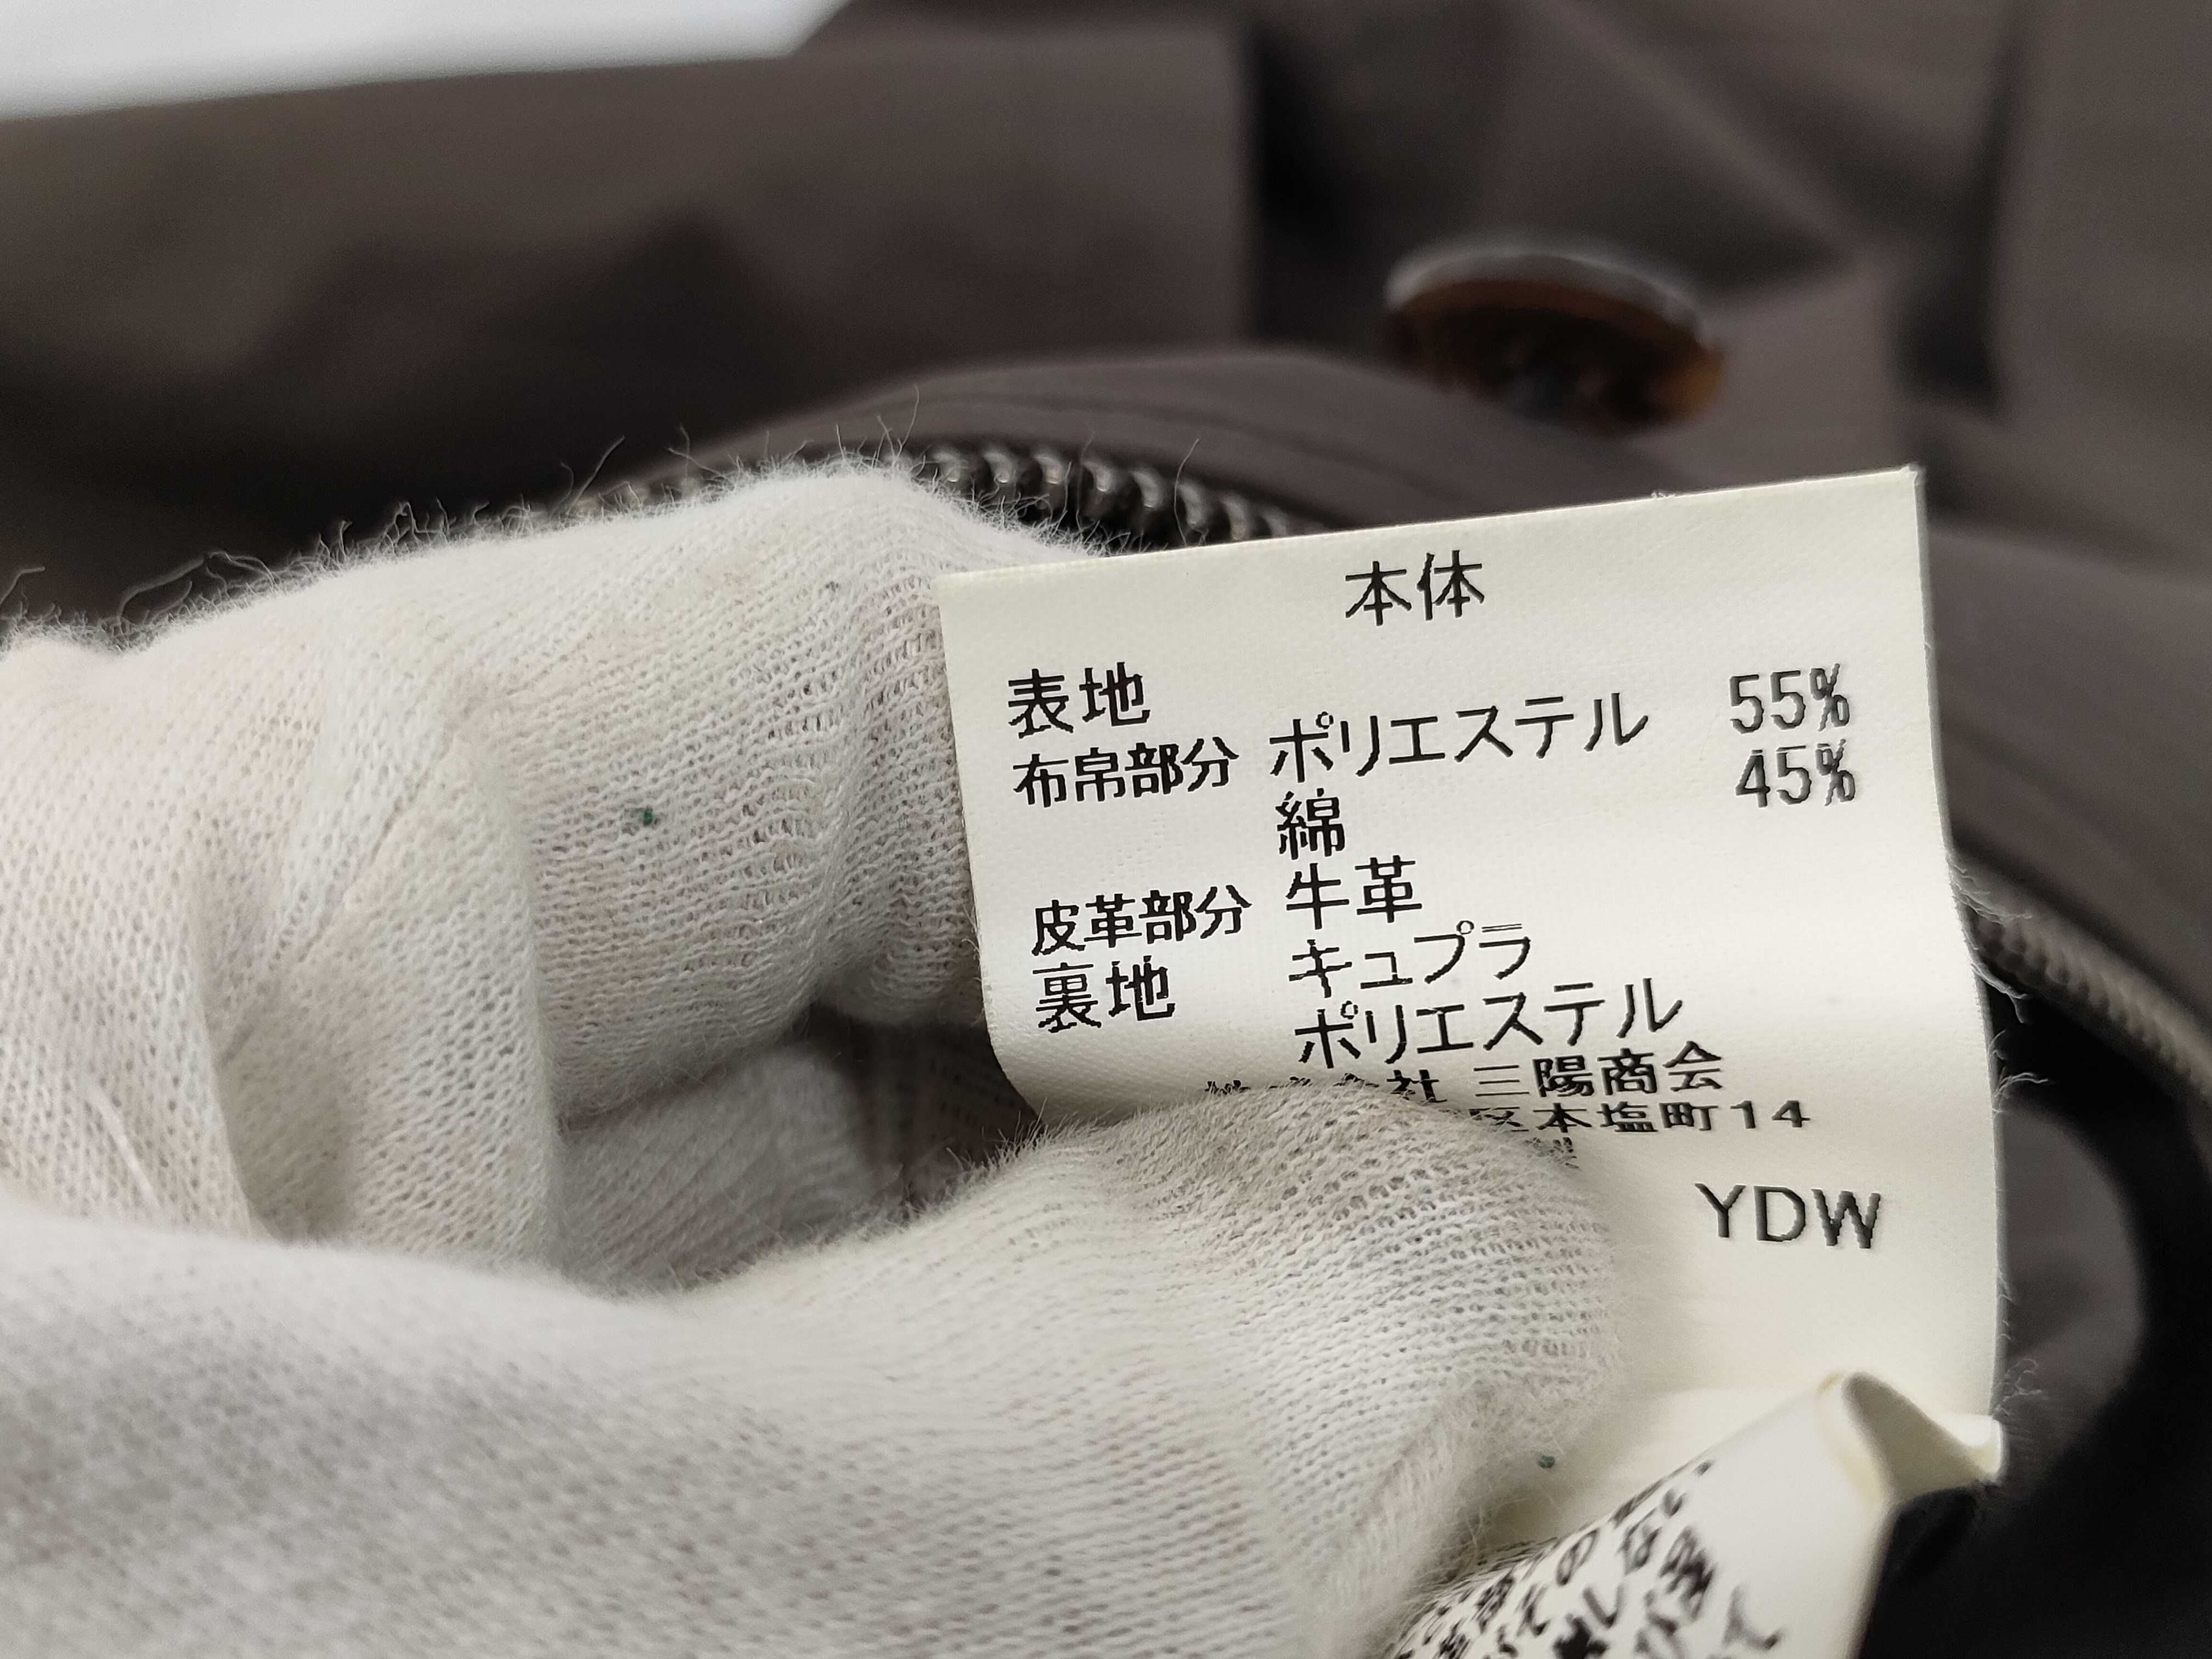 本体
表地
布帛部分 ポリエステル 55%
綿 45%
皮革部分 牛革
裏地 キュプラ
ポリエステル
三陽商会
区本塩町14
YDW